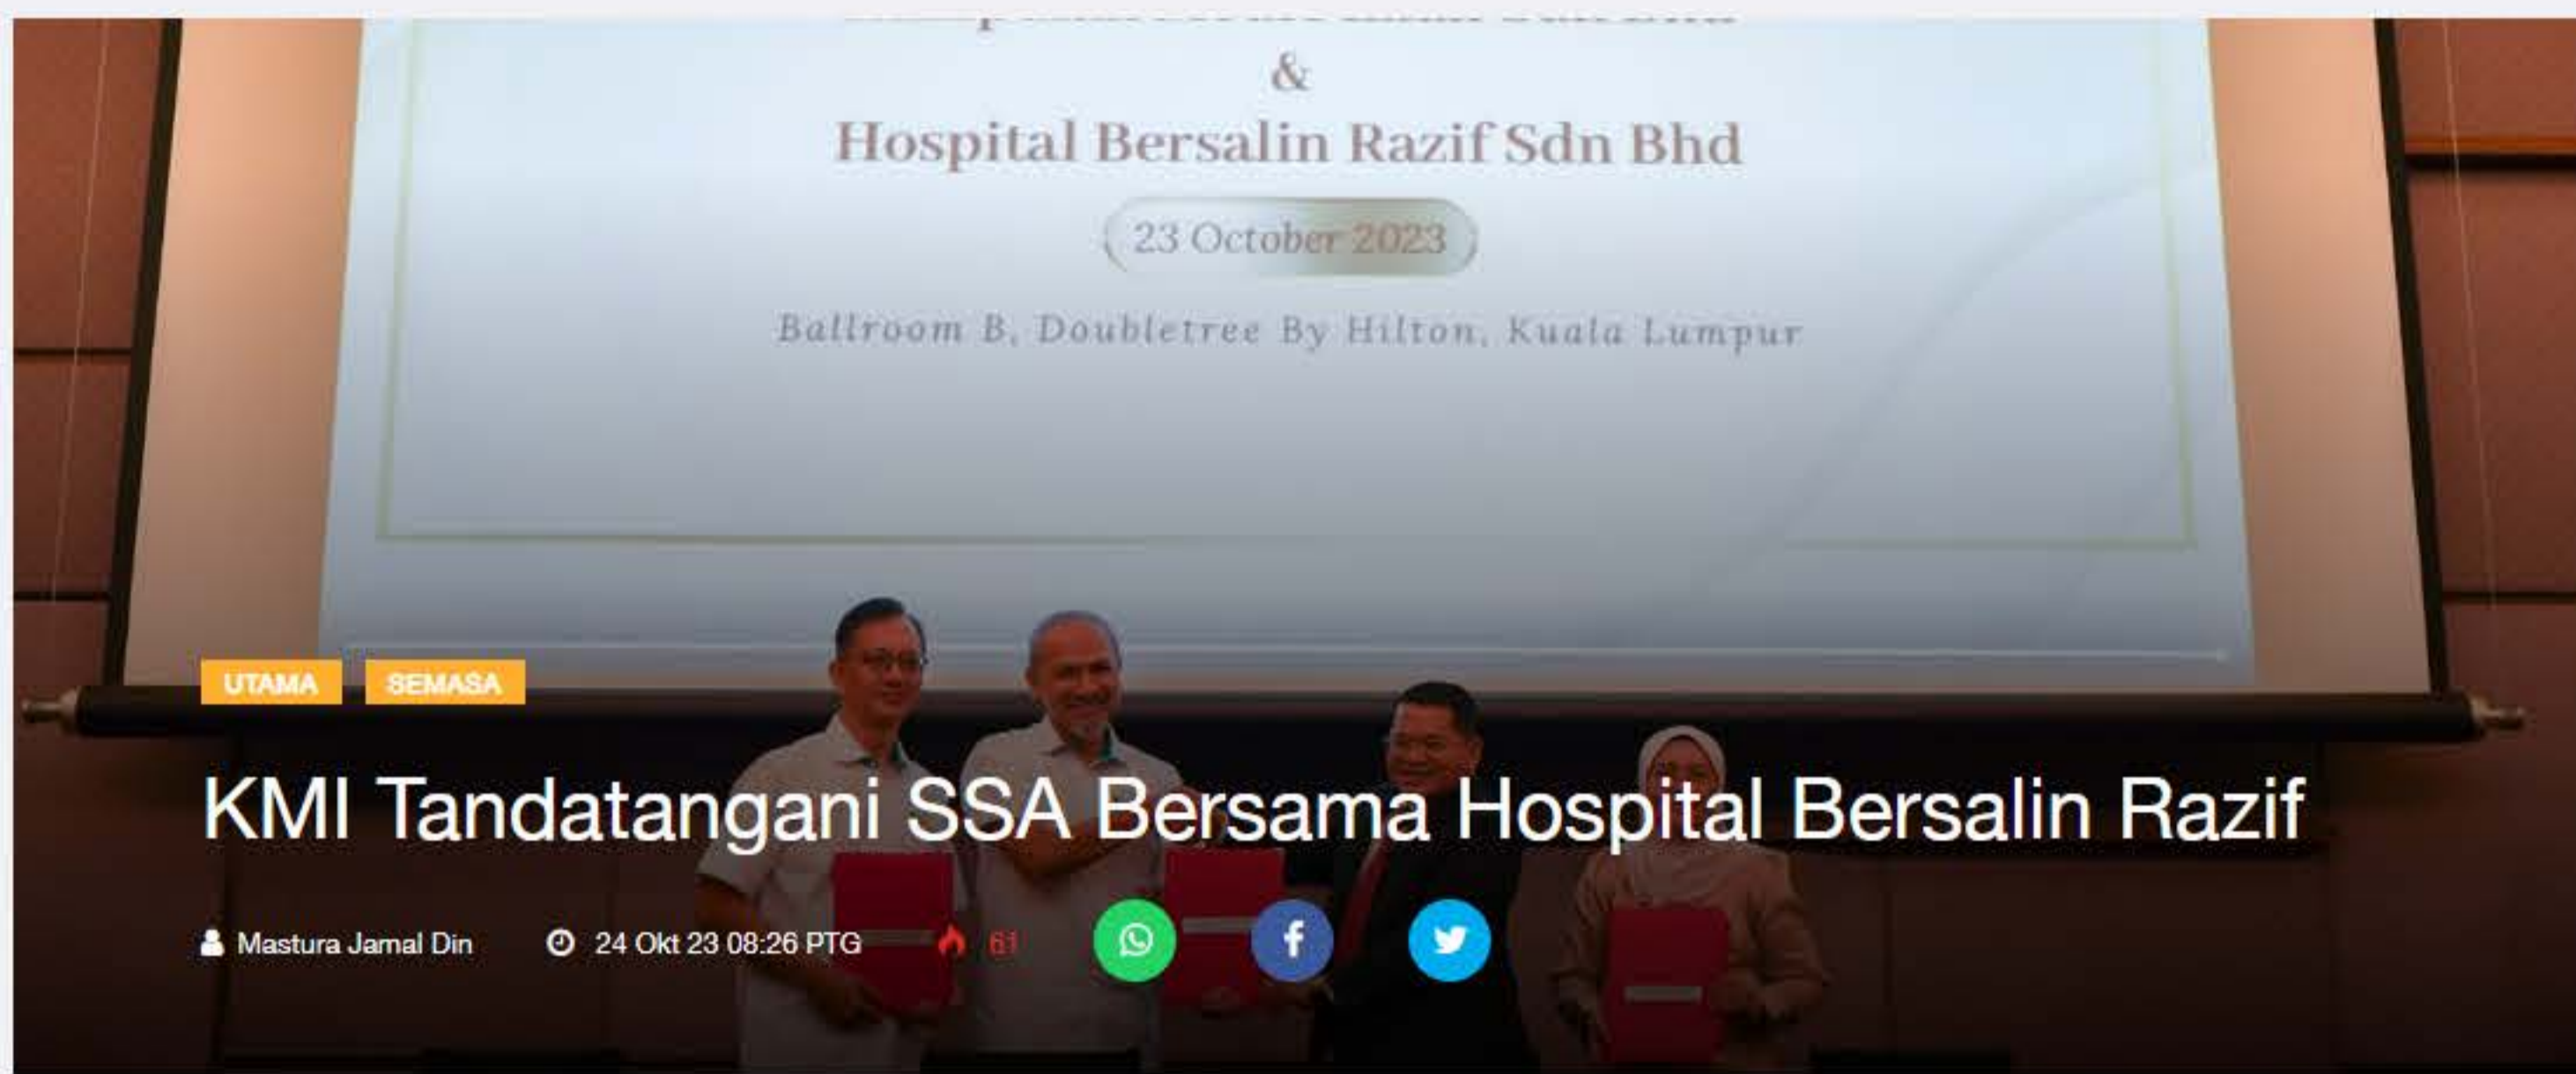 &
Hospital Bersalin Razif Sdn Bhd
23 October 2023
Ballroom B, Doubletree By Hilton, Kuala Lumpur
UTAMA SEMASA
KMI Tandatangani SSA Bersama Hospital Bersalin Razif
Mastura Jamal Din 24 Okt 23 08:26 PTG 61